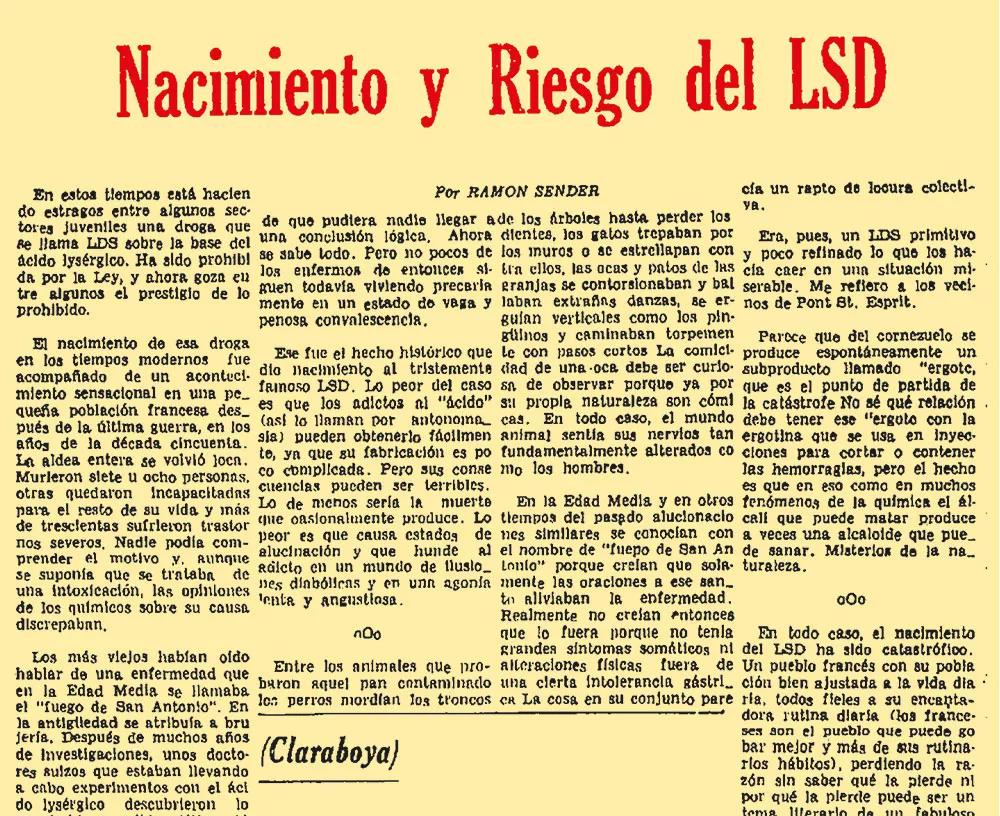 Nacimiento y Riesgo del LSD
Por RAMON SENDER
En estos tiempos está hacien
do estragos entre algunos sec-
tores juveniles una droga que
se llama LDS sobre la base del
ácido lysérgico. Ha sido prohibi
da por la Ley, y ahora goza en
tre algunos el prestigio de lo
prohibido.
El nacimiento de esa droga
en los tiempos modernos fue
acompañado de un aconteci-
miento sensacional en una pe_
queña población francesa des_
pués de la última guerra, en los
años de la década cincuenta.
La aldea entera se volvió loca.
Murieron siete u ocho personas,
otras quedaron incapacitadas
para el resto de su vida y más
de trescientas sufrieron trastor
nos severos. Nadie podía com-
prender el motivo y, aunque
se suponía que se trataba de
una intoxicación, las opiniones
de los químicos sobre su causa
discrepaban.
Los más viejos habían oído
hablar de una enfermedad que
en la Edad Media se llamaba
el "fuego de San Antonio". En
la antigüedad se atribuía a bru
jería. Después de muchos años
de investigaciones, unos docto-
res suizos que estaban llevando
a cabo experimentos con el áci
do lysérgico descubrieron lo
de que pudiera nadie llegar a
una conclusión lógica. Ahora
se sabe todo. Pero no pocos de
los enfermos de entonces si-
guen todavía viviendo precaria
mente en un estado de vaga y
penosa convalescencia.
Ese fue el hecho histórico que
dio nacimiento al tristemente
famoso LSD. Lo peor del caso
es que los adictos al "ácido"
(así lo llaman por antonoma_
sia) pueden obtenerlo fácilmen
te, ya que su fabricación es po
co complicada. Pero sus conse
cuencias pueden ser terribles.
Lo de menos sería la muerte
que oasionalmente produce. Lo
peor es que causa estados de
alucinación y que hunde al
adicto en un mundo de ilusio_
nes diabólicas y en una agonía
lenta y angustiosa.
oOo
Entre los animales que pro-
baron aquel pan contaminado
los perros mordían los troncos
de los árboles hasta perder los
dientes, los gatos trepaban por
los muros o se estrellapan con
tra ellos, las ocas y patos de las
granjas se contorsionaban y bai
laban extrañas danzas, se er-
guían verticales como los pin-
güinos y caminaban torpemen
te con pasos cortos La comici-
dad de una oca debe ser curio-
sa de observar porque ya por
su propia naturaleza son cómi
cas. En todo caso, el mundo
animal sentía sus nervios tan
fundamentalmente alterados co
mo los hombres.
En la Edad Media y en otros
tiempos del pasado alucionacio
nes similares se conocían con
el nombre de "fuepo de San An
tonio" porque creían que sola-
mente las oraciones a ese san_
to aliviaban la enfermedad.
Realmente no creían entonces
que lo fuera porque no tenía
grandes síntomas somáticos ni
alteraciones físicas fuera de
una cierta intolerancia gástri_
ca La cosa en su conjunto pare
(Claraboya)
cía un rapto de locura colecti-
va.
Era, pues, un LDS primitivo
y poco refinado lo que los ha-
cía caer en una situación mi-
serable. Me refiero a los veci-
nos de Pont St. Esprit.
Parece que del cornezuelo se
produce espontáneamente un
subproducto llamado "ergotc,
que es el punto de partida de
la catástrofe No sé qué relación
debe tener ese "ergoto con la
ergotina que se usa en inyec-
ciones para cortar o contener
las hemorragias, pero el hecho
es que en eso como en muchos
fenómenos de la química el ál-
cali que puede matar produce
a veces una alcaloide que pue_
de sanar. Misterios de la na_
turaleza.
oOo
En todo caso, el nacimiento
del LSD ha sido catastrófico.
Un pueblo francés con su pobla
ción bien ajustada a la vida dia
ria, todos fieles a su encanta-
dora rutina diaria (los france-
ses son el pueblo que puede go
bar mejor y más de sus rutina-
rios hábitos), perdiendo la ra-
zón sin saber qué la pierde ni
por qué la pierde puede ser un
tema literario de un fabuloso